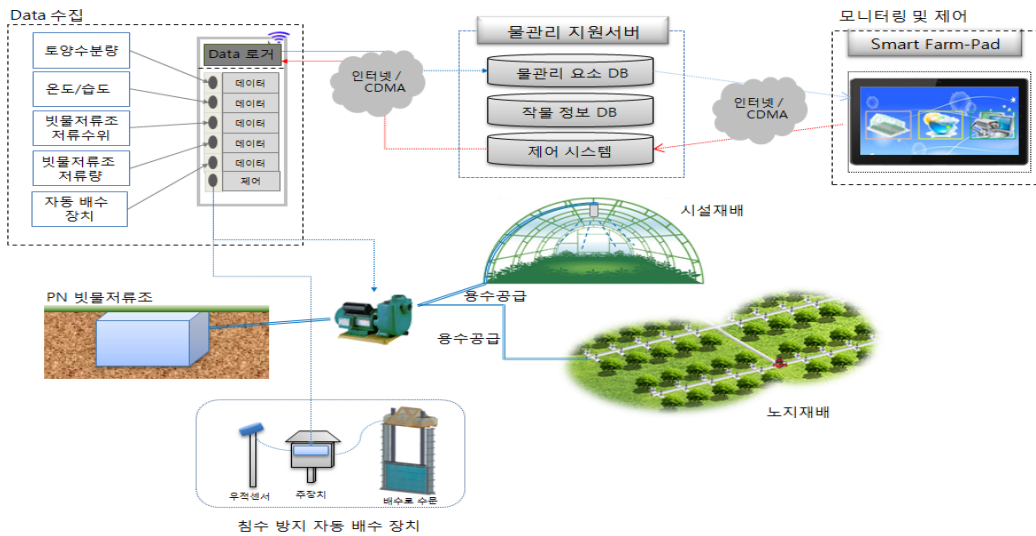 Data 수집
토양수분량
온도/습도
빗물저류조
저류수위
빗물저류조
저류량
자동 배수
장치
Data 로거
데이터
데이터
데이터
데이터
데이터
제어
인터넷 /
CDMA
물관리 지원서버
물관리 요소 DB
작물 정보 DB
제어 시스템
인터넷 /
CDMA
모니터링 및 제어
Smart Farm-Pad
시설재배
PN 빗물저류조
용수공급
용수공급
노지재배
우적센서
주장치
배수로 수문
침수 방지 자동 배수 장치